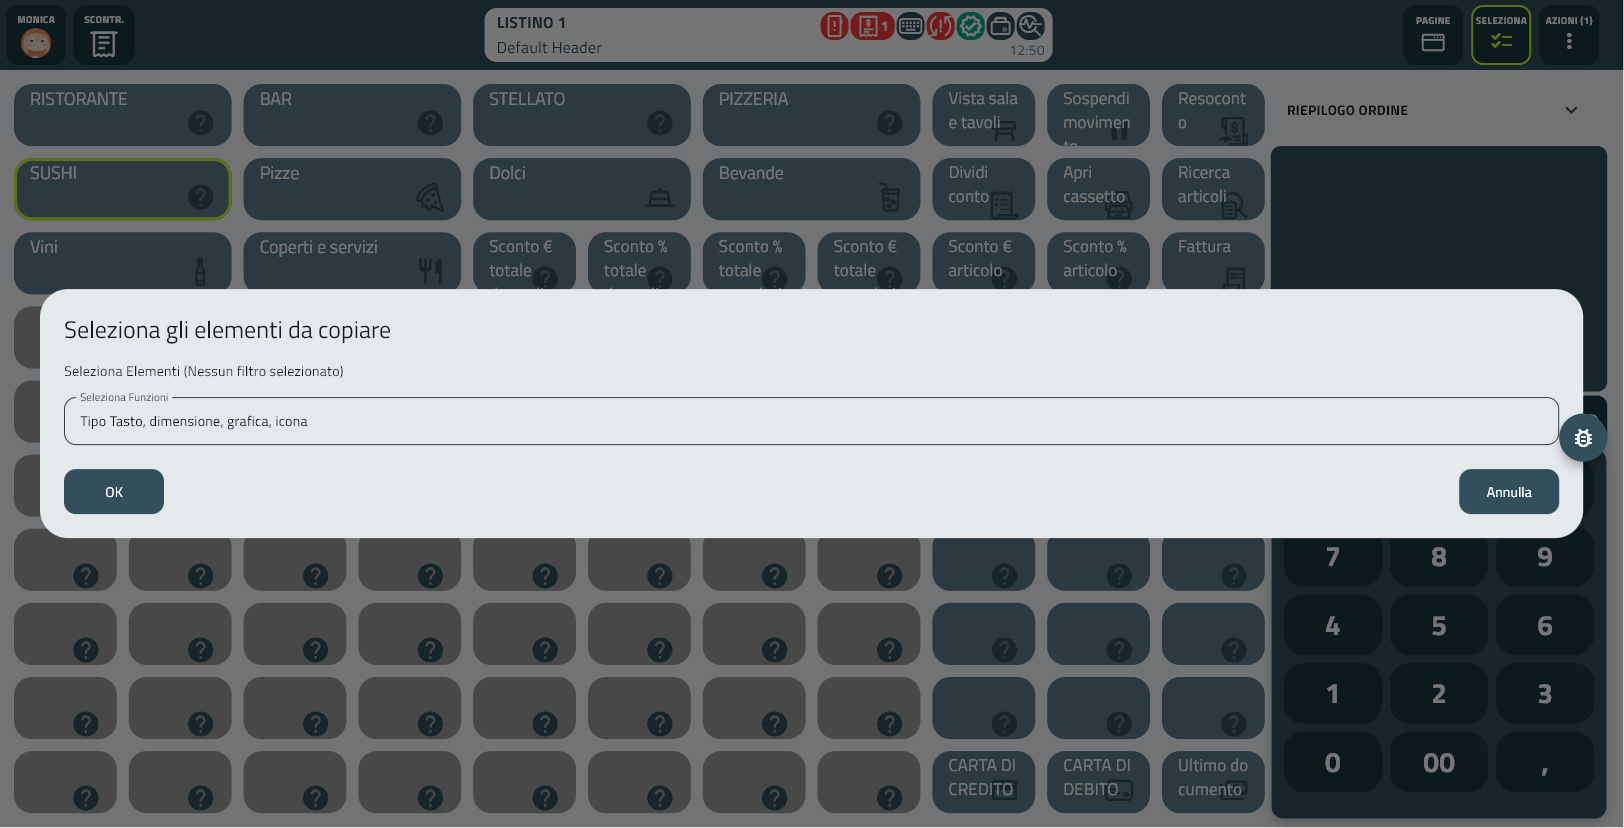 MONICA
SCONTR.
LISTINO 1
Default Header
1
12:50
PAGINE
SELEZIONA
AZIONI (1)
RISTORANTE
BAR
STELLATO
PIZZERIA
Vista sala
e tavoli
Sospendi
movimen
to
Resocont
o
RIEPILOGO ORDINE
SUSHI
Pizze
Dolci
Bevande
Dividi
conto
Apri
cassetto
Ricerca
articoli
Vini
Coperti e servizi
Sconto €
totale
Sconto %
totale
Sconto %
totale
Sconto €
totale
Sconto €
articolo
Sconto %
articolo
Fattura
Seleziona gli elementi da copiare
Seleziona Elementi (Nessun filtro selezionato)
Seleziona Funzioni
Tipo Tasto, dimensione, grafica, icona
OK
Annulla
7
8
9
4
5
6
1
2
3
0
00
,
CARTA DI
CREDITO
CARTA DI
DEBITO
Ultimo do
cumento